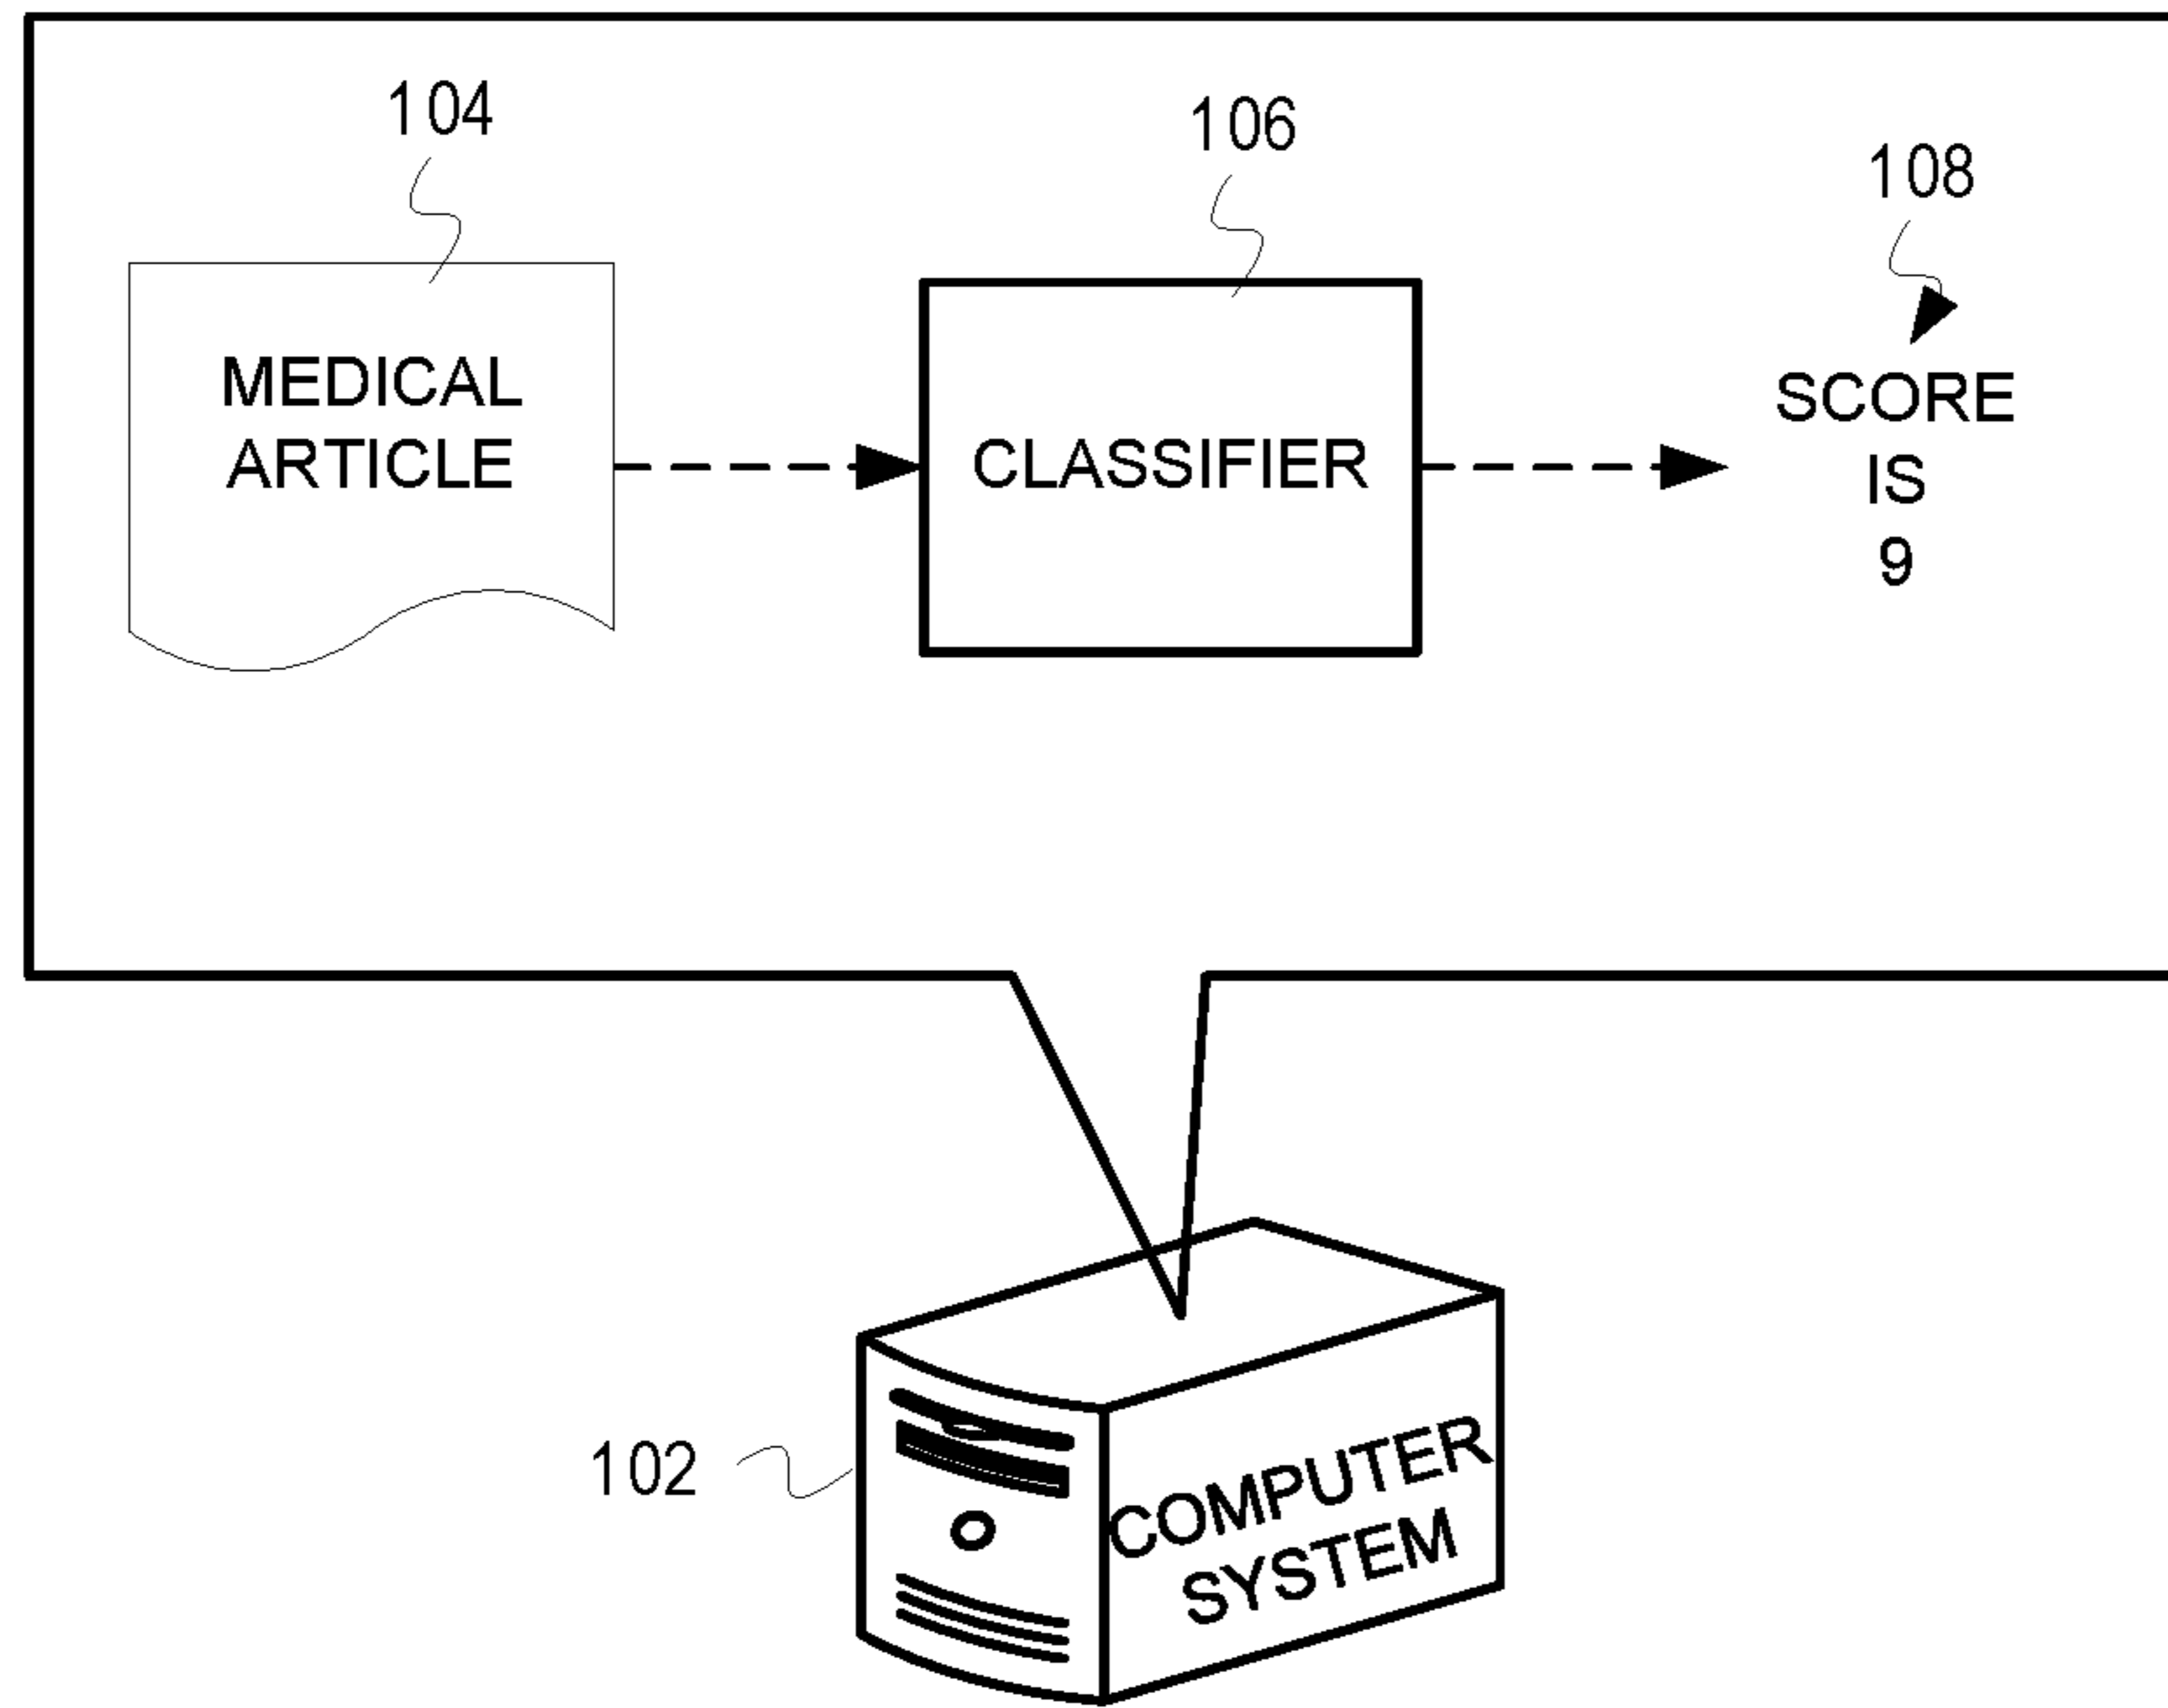 104
106
108
MEDICAL
ARTICLE
CLASSIFIER
SCORE
IS
9
102
COMPUTER
SYSTEM